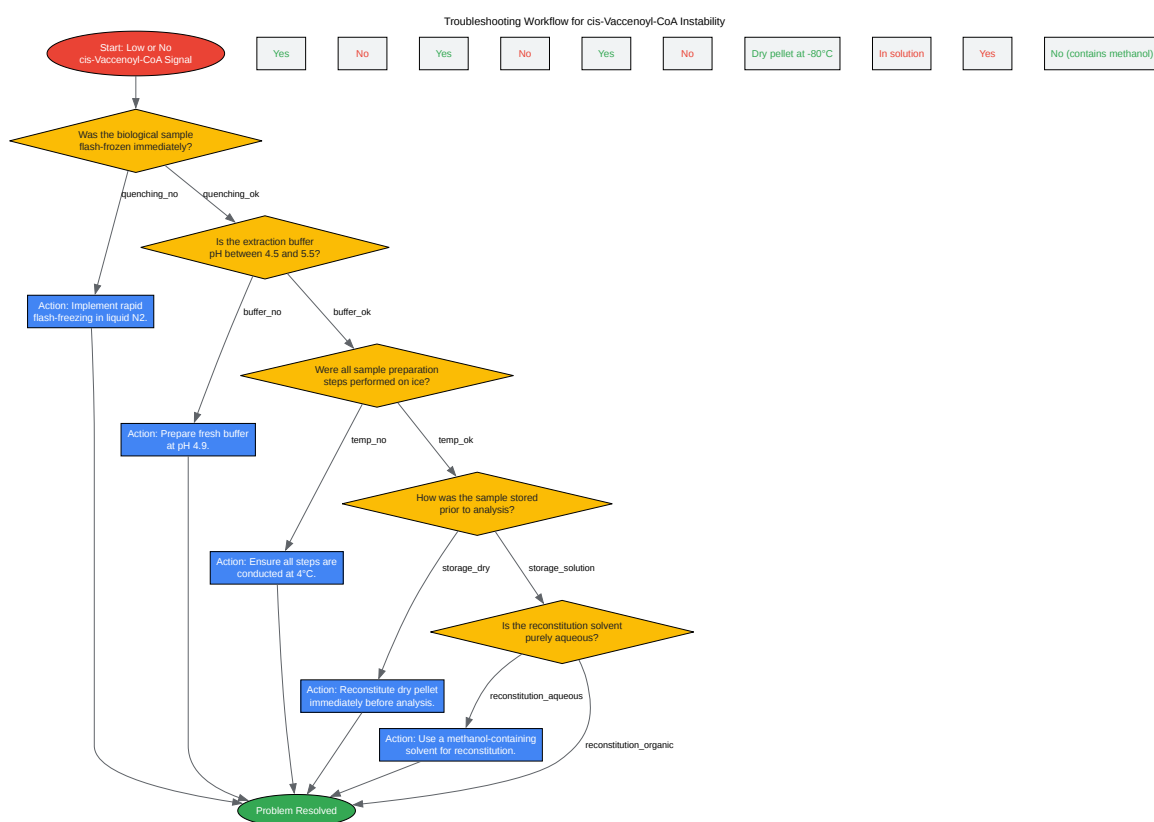 Troubleshooting Workflow for cis-Vaccenoyl-CoA Instability
Start: Low or No
cis-Vaccenoyl-CoA Signal
Yes
No
Yes
No
Yes
No
Dry pellet at -80°C
In solution
Yes
No (contains methanol)
Was the biological sample
flash-frozen immediately?
quenching_no
quenching_ok
Is the extraction buffer
pH between 4.5 and 5.5?
Action: Implement rapid
flash-freezing in liquid N2.
buffer_no
buffer_ok
Were all sample preparation
steps performed on ice?
Action: Prepare fresh buffer
at pH 4.9.
temp_no
temp_ok
How was the sample stored
prior to analysis?
Action: Ensure all steps are
conducted at 4°C.
storage_dry
storage_solution
Is the reconstitution solvent
purely aqueous?
Action: Reconstitute dry pellet
immediately before analysis.
reconstitution_aqueous
Action: Use a methanol-containing
solvent for reconstitution.
reconstitution_organic
Problem Resolved